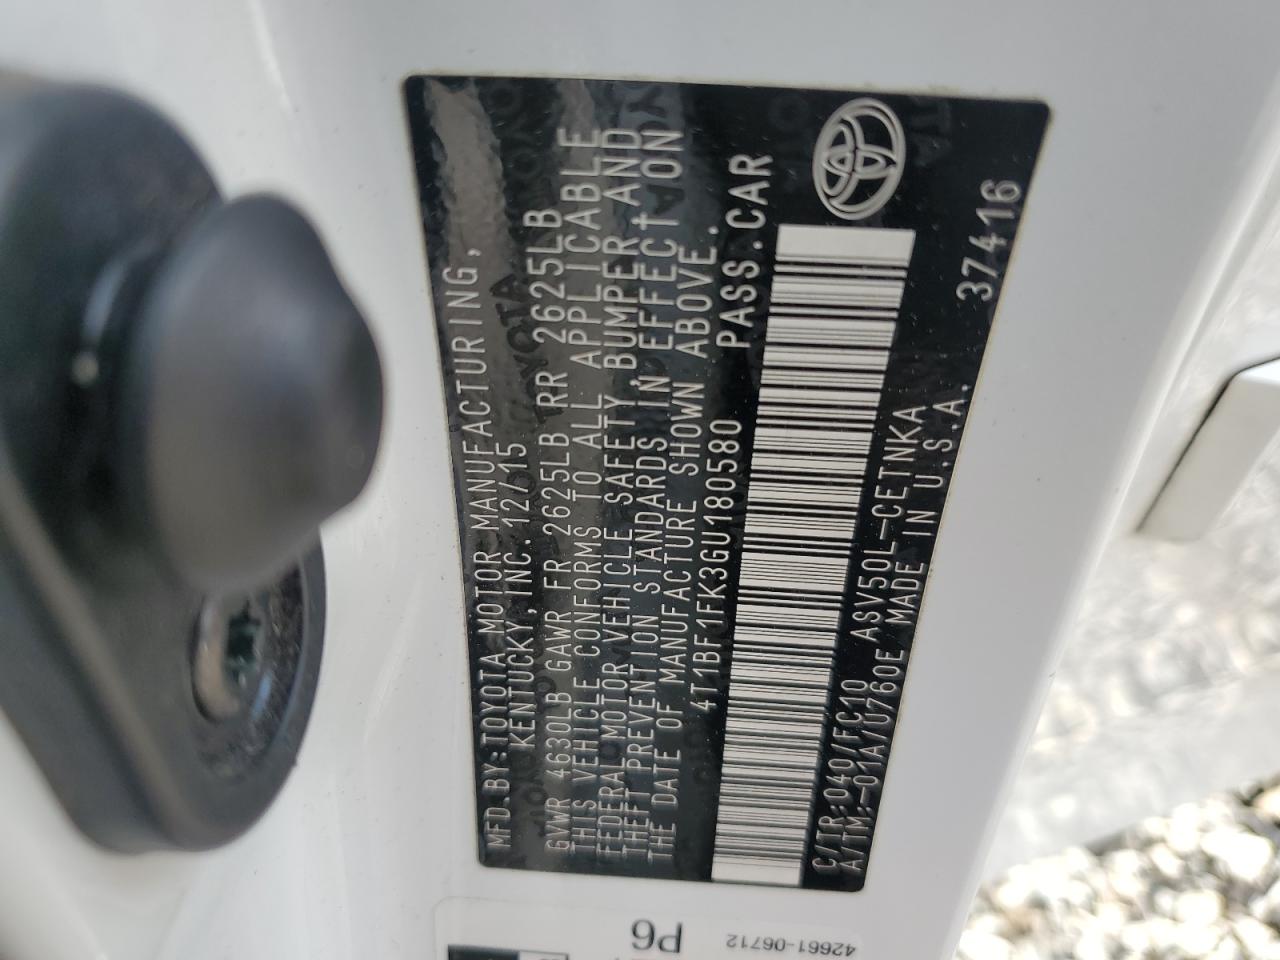 MFD.BY:TOYOTA MOTOR MANUFACTURING,
KENTUCKY,INC.12/15
GVWR 4630LB GAWR FR 2625LB RR 2625LB
THIS VEHICLE CONFORMS TO ALL APPLICABLE
FEDERAL MOTOR VEHICLE SAFETY, BUMPER AND
THEFT PREVENTION STANDARDS IN EFFECT ON
THE DATE OF MANUFACTURE SHOWN ABOVE.
4T1BF1FK3GU180580 PASS.CAR
C/TR:040/FC10 ASV50L-CETNKA
A/TM:-01A/U760E MADE IN U.S.A.
37416
P6
42661-06712